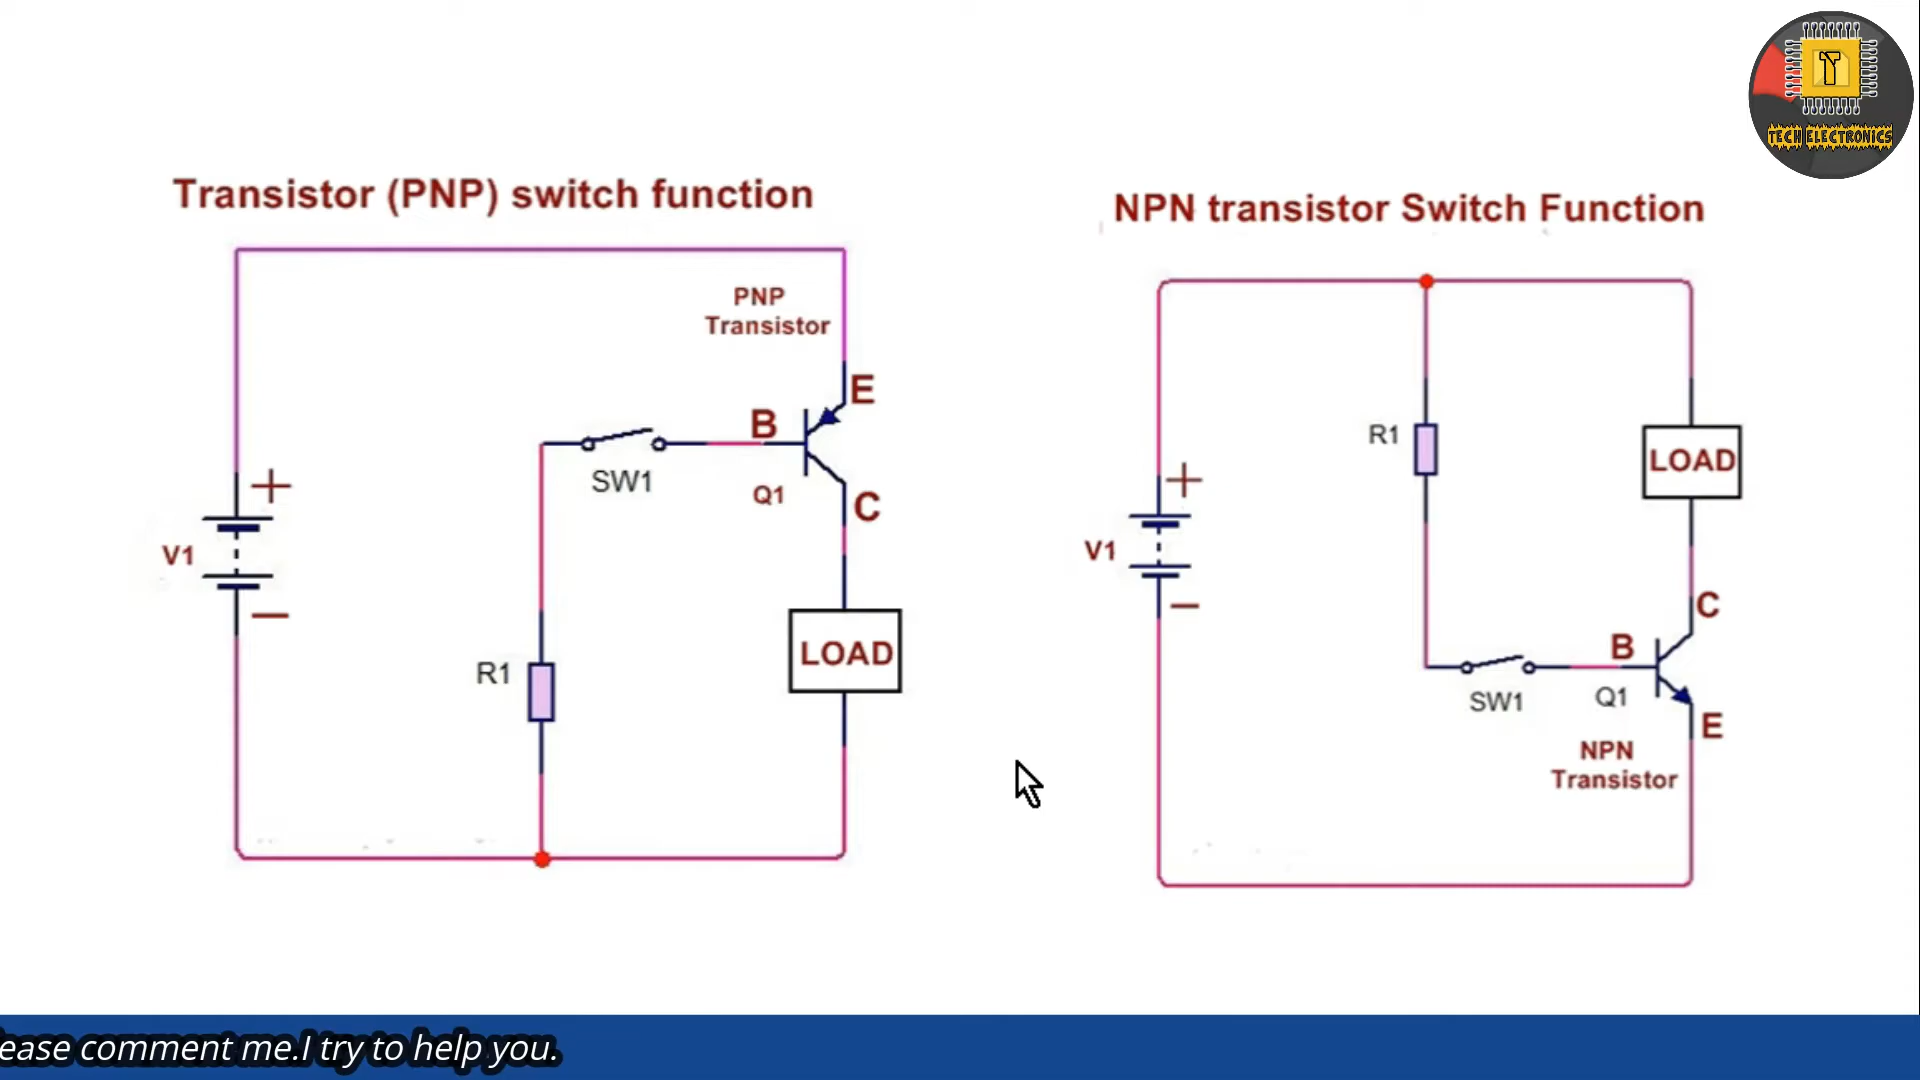 T
TECH ELECTRONICS
Transistor (PNP) switch function
PNP
Transistor
E
B
SW1
Q1
C
+
V1
−
R1
LOAD
NPN transistor Switch Function
R1
LOAD
+
V1
−
C
B
SW1
Q1
E
NPN
Transistor
ease comment me.I try to help you.